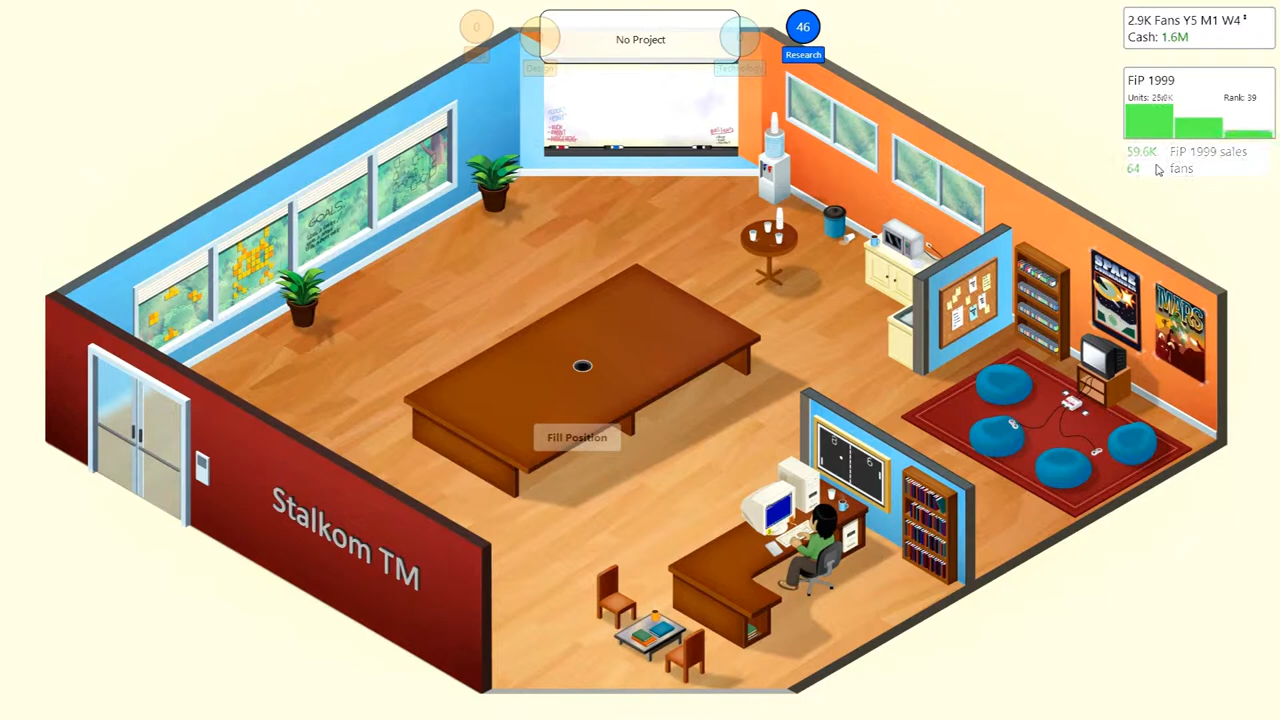 0
No Project
46
Design
Technology
Research
2.9K Fans Y5 M1 W4
Cash: 1.6M
FiP 1999
Rank: 39
59.6K FiP 1999 sales
64 fans
GOALS:
SPACE
MARS
Fill Position
Stalkom TM